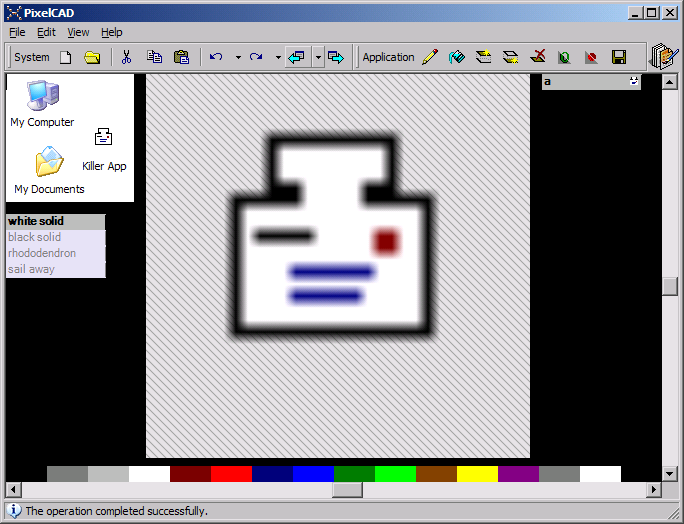 PixelCAD
File Edit View Help
System Application
My Computer
Killer App
My Documents
a
white solid
black solid
rhododendron
sail away
The operation completed successfully.